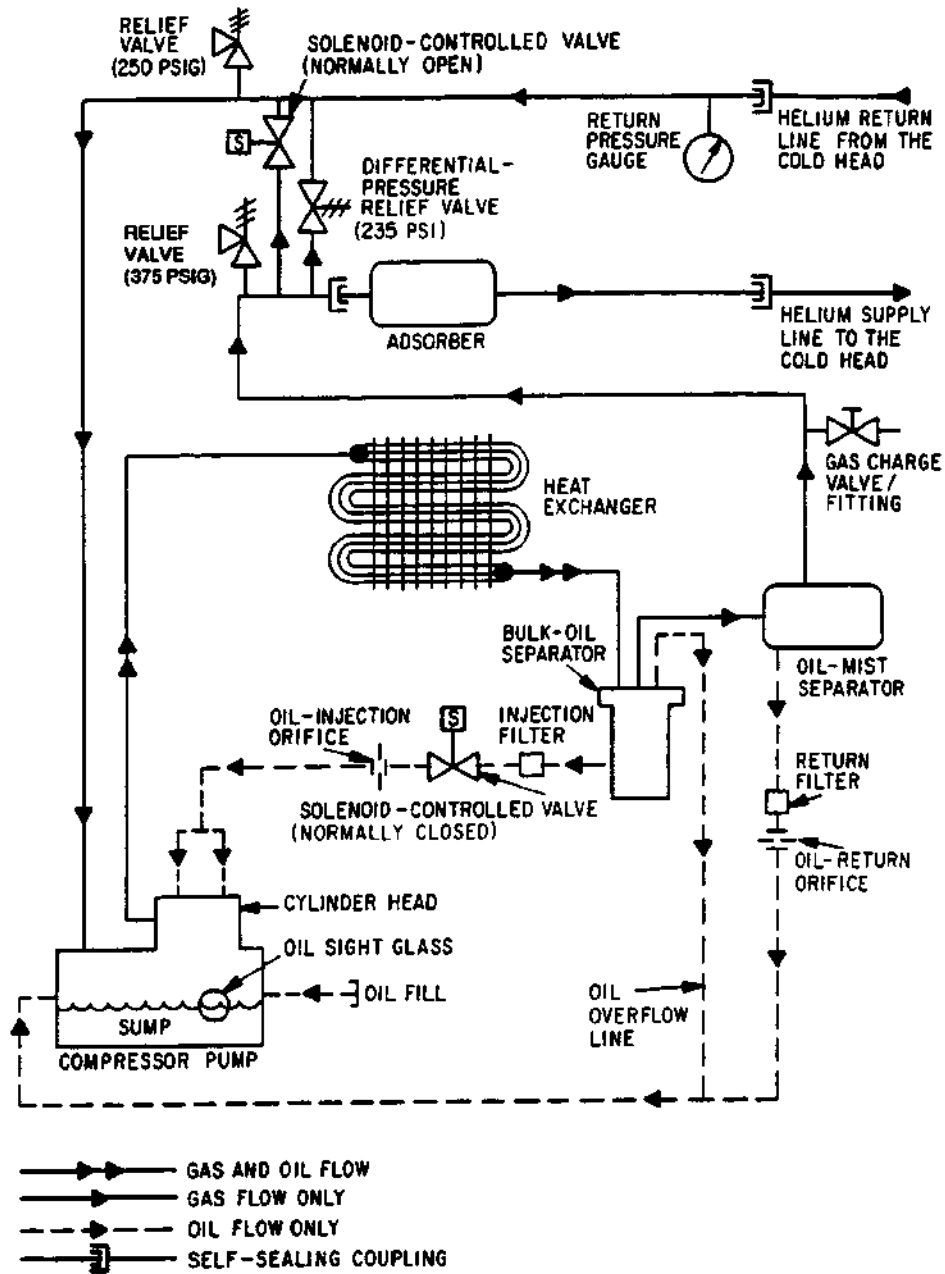 RELIEF
VALVE
(250 PSIG)
SOLENOID-CONTROLLED VALVE
(NORMALLY OPEN)
S
RETURN
PRESSURE
GAUGE
HELIUM RETURN
LINE FROM THE
COLD HEAD
DIFFERENTIAL-
PRESSURE
RELIEF VALVE
(235 PSI)
RELIEF
VALVE
(375 PSIG)
ADSORBER
HELIUM SUPPLY
LINE TO THE
COLD HEAD
GAS CHARGE
VALVE/
FITTING
HEAT
EXCHANGER
BULK-OIL
SEPARATOR
OIL-MIST
SEPARATOR
OIL-INJECTION
ORIFICE
S
INJECTION
FILTER
SOLENOID-CONTROLLED VALVE
(NORMALLY CLOSED)
RETURN
FILTER
OIL-RETURN
ORIFICE
CYLINDER HEAD
OIL SIGHT GLASS
OIL FILL
SUMP
COMPRESSOR PUMP
OIL
OVERFLOW
LINE
GAS AND OIL FLOW
GAS FLOW ONLY
OIL FLOW ONLY
SELF-SEALING COUPLING